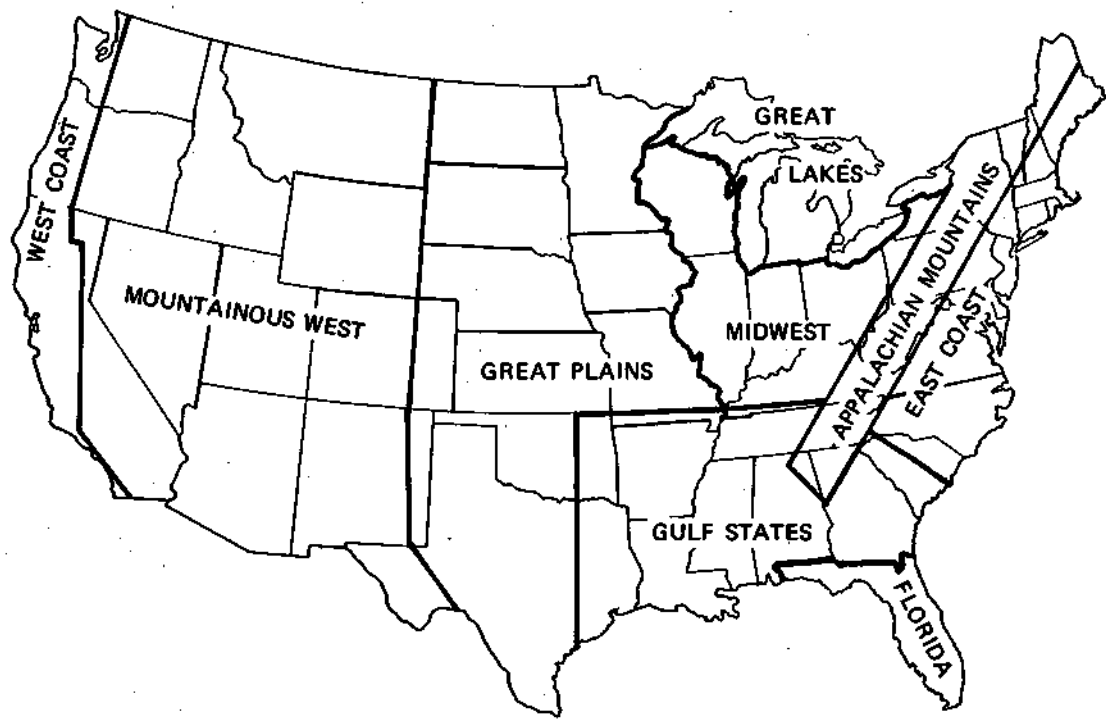 GREAT
LAKES
WEST COAST
MOUNTAINOUS WEST
GREAT PLAINS
MIDWEST
APPALACHIAN MOUNTAINS
EAST COAST
GULF STATES
FLORIDA